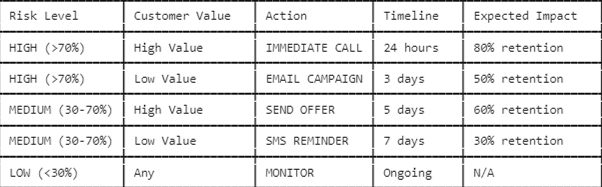 Risk Level Customer Value Action Timeline Expected Impact
HIGH (>70%) High Value IMMEDIATE CALL 24 hours 80% retention
HIGH (>70%) Low Value EMAIL CAMPAIGN 3 days 50% retention
MEDIUM (30-70%) High Value SEND OFFER 5 days 60% retention
MEDIUM (30-70%) Low Value SMS REMINDER 7 days 30% retention
LOW (<30%) Any MONITOR Ongoing N/A